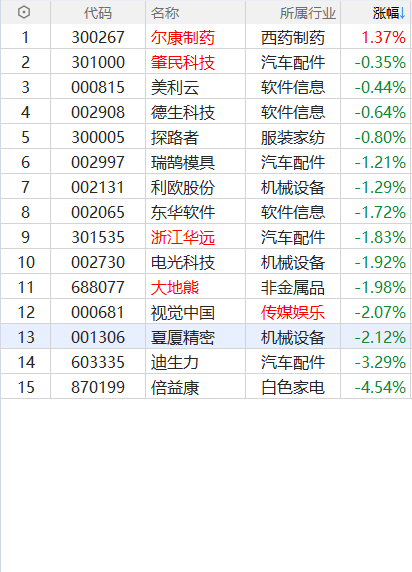 代码 名称 所属行业 涨幅↓
1 300267 尔康制药 西药制药 1.37%
2 301000 肇民科技 汽车配件 -0.35%
3 000815 美利云 软件信息 -0.44%
4 002908 德生科技 软件信息 -0.64%
5 300005 探路者 服装家纺 -0.80%
6 002997 瑞鹄模具 汽车配件 -1.21%
7 002131 利欧股份 机械设备 -1.29%
8 002065 东华软件 软件信息 -1.72%
9 301535 浙江华远 汽车配件 -1.83%
10 002730 电光科技 机械设备 -1.92%
11 688077 大地熊 非金属品 -1.98%
12 000681 视觉中国 传媒娱乐 -2.07%
13 001306 夏厦精密 机械设备 -2.12%
14 603335 迪生力 汽车配件 -3.29%
15 870199 倍益康 白色家电 -4.54%